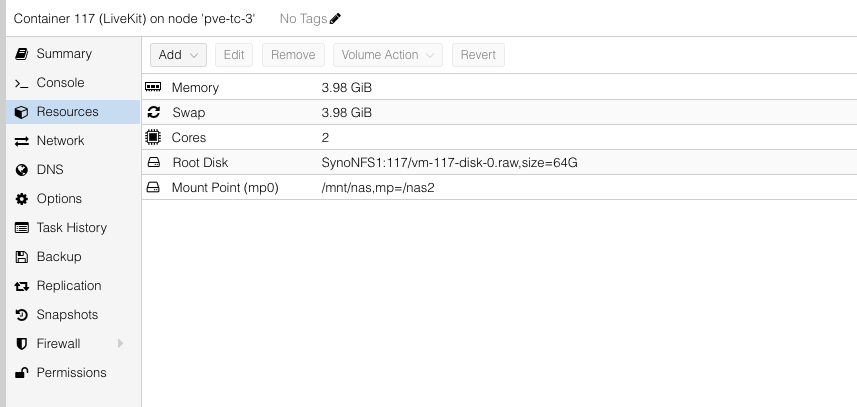 Container 117 (LiveKit) on node 'pve-tc-3' No Tags
Summary
Console
Resources
Network
DNS
Options
Task History
Backup
Replication
Snapshots
Firewall
Permissions
Add Edit Remove Volume Action Revert
Memory 3.98 GiB
Swap 3.98 GiB
Cores 2
Root Disk SynoNFS1:117/vm-117-disk-0.raw,size=64G
Mount Point (mp0) /mnt/nas,mp=/nas2